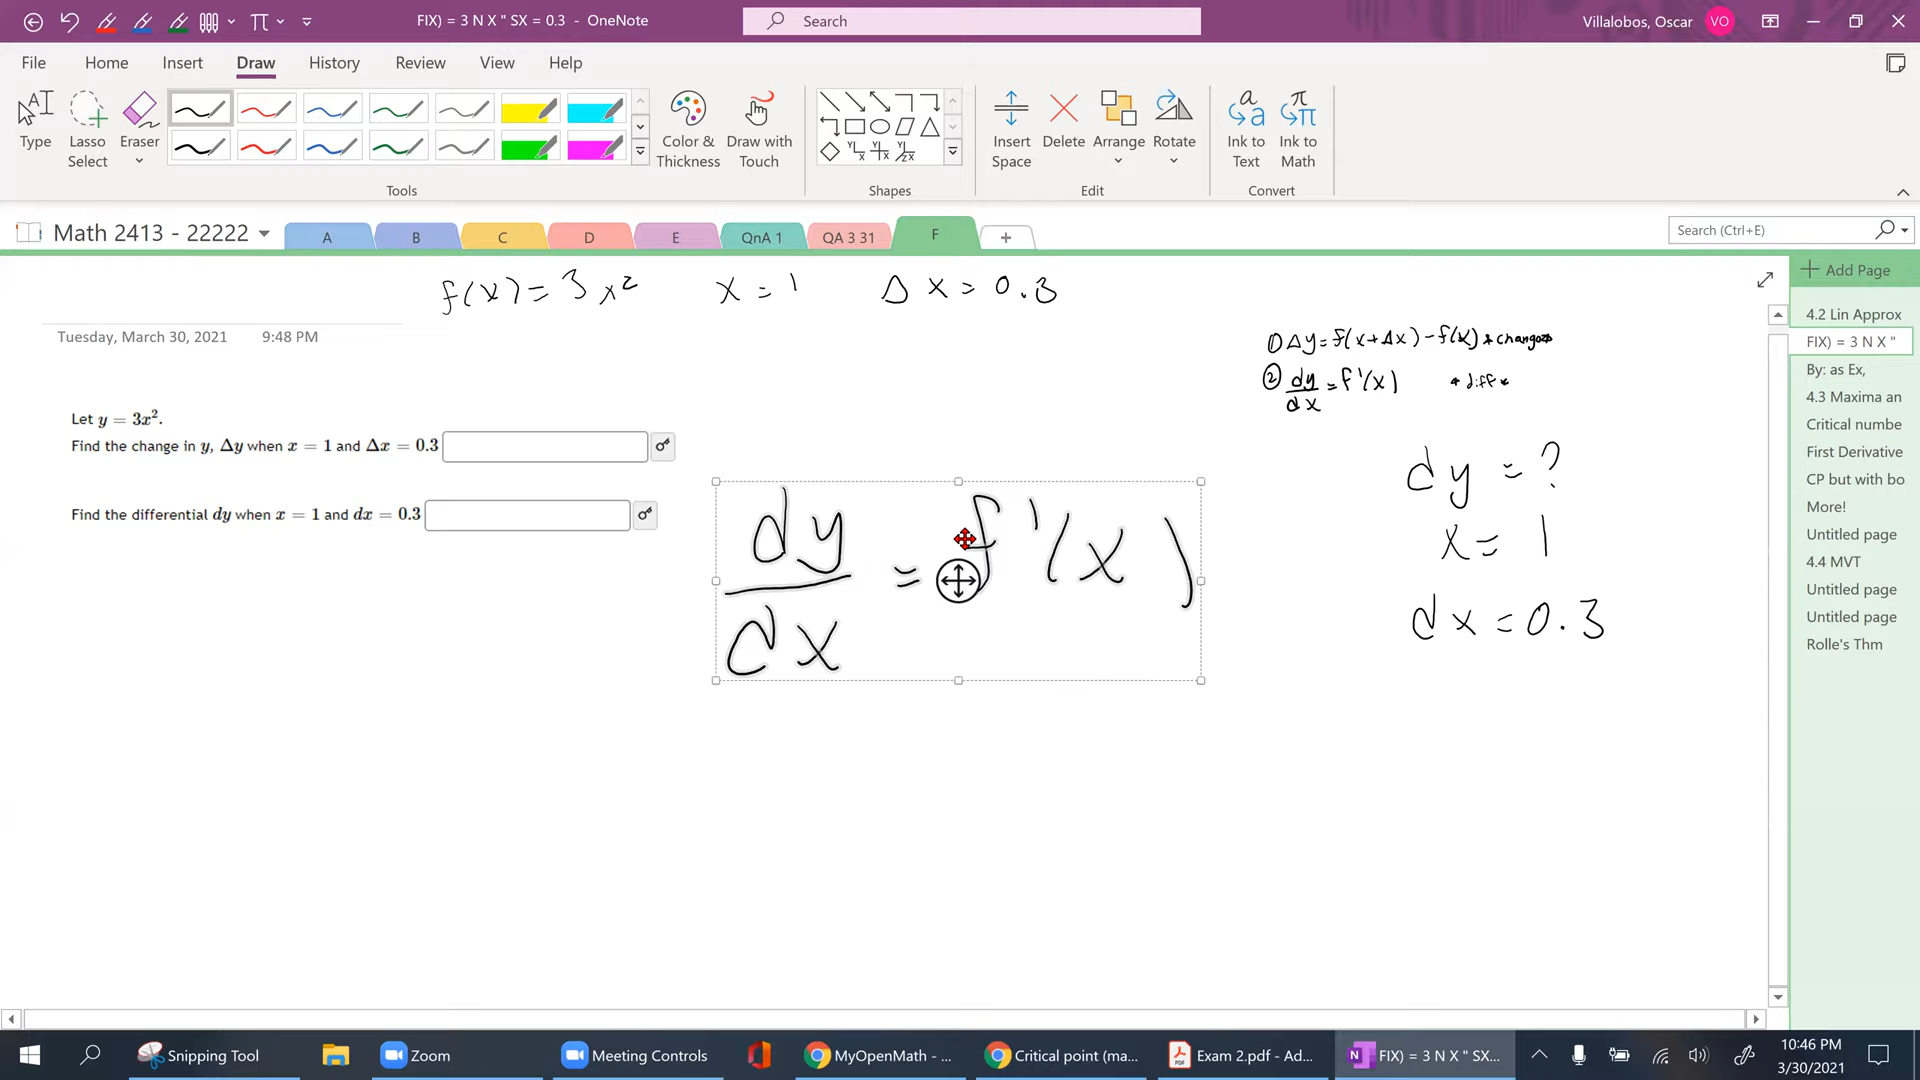 FIX) = 3 N X " SX = 0.3 - OneNote
Search
Villalobos, Oscar
VO
File Home Insert Draw History Review View Help
Type
Lasso Select
Eraser
Color & Thickness
Draw with Touch
Insert Space
Delete
Arrange
Rotate
Ink to Text
Ink to Math
Tools
Shapes
Edit
Convert
Math 2413 - 22222
A B C D E QnA 1 QA 3 31 F +
Search (Ctrl+E)
f(x) = 3x² x = 1 Δx = 0.3
Tuesday, March 30, 2021 9:48 PM
① Δy = f(x+Δx) - f(x) * change *
② dy/dx = f'(x) * diff *
Let y = 3x².
Find the change in y, Δy when x = 1 and Δx = 0.3
Find the differential dy when x = 1 and dx = 0.3
dy/dx = f'(x)
dy = ?
x = 1
dx = 0.3
Add Page
4.2 Lin Approx
FIX) = 3 N X "
By: as Ex,
4.3 Maxima an
Critical numbe
First Derivative
CP but with bo
More!
Untitled page
4.4 MVT
Untitled page
Untitled page
Rolle's Thm
Snipping Tool
Zoom
Meeting Controls
MyOpenMath - ...
Critical point (ma...
Exam 2.pdf - Ad...
FIX) = 3 N X " SX...
10:46 PM
3/30/2021